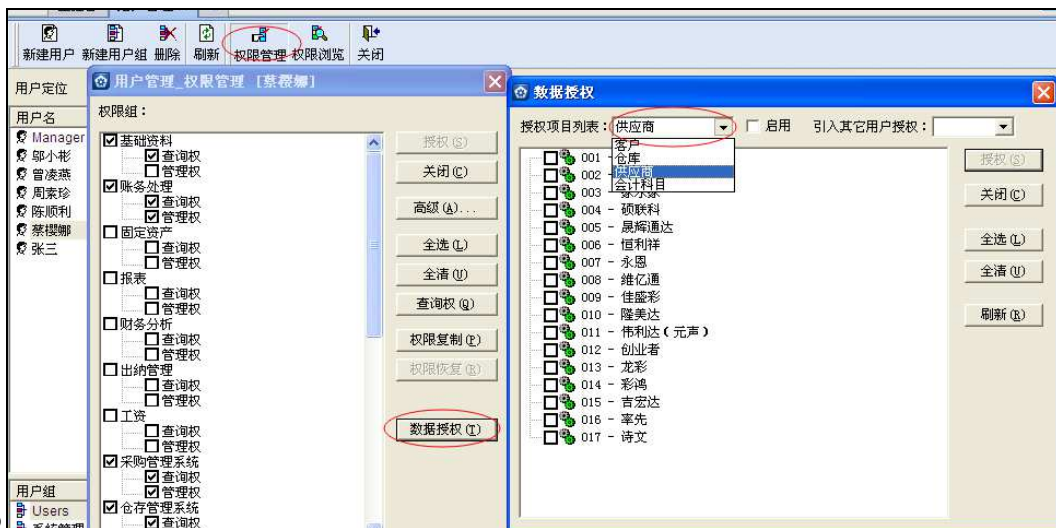 新建用户 新建用户组 删除 刷新 权限管理 权限浏览 关闭
用户定位
用户名
Manager
邬小彬
曾凌燕
周素珍
陈顺利
蔡樱娜
张三
用户组
Users
用户管理_权限管理 [蔡樱娜]
权限组：
基础资料
查询权
管理权
账务处理
查询权
管理权
固定资产
查询权
管理权
报表
查询权
管理权
财务分析
查询权
管理权
出纳管理
查询权
管理权
工资
查询权
管理权
采购管理系统
查询权
管理权
仓存管理系统
查询权
授权(S)
关闭(C)
高级(A)...
全选(L)
全清(U)
查询权(Q)
权限复制(P)
权限恢复(R)
数据授权(T)
数据授权
授权项目列表：供应商 启用 引入其它用户授权：
客户
仓库
供应商
会计科目
001 -
002 -
003 -
004 - 硕联科
005 - 晟辉通达
006 - 恒利祥
007 - 永恩
008 - 维亿通
009 - 佳盛彩
010 - 隆美达
011 - 伟利达(元声)
012 - 创业者
013 - 龙彩
014 - 彩鸿
015 - 吉宏达
016 - 率先
017 - 诗文
授权(S)
关闭(C)
全选(L)
全清(U)
刷新(R)